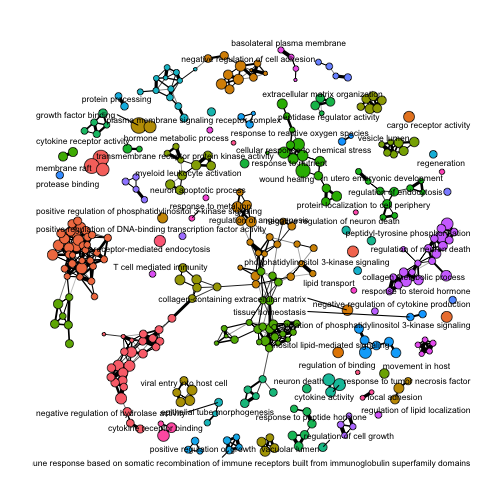 basolateral plasma membrane
negative regulation of cell adhesion
protein processing
extracellular matrix organization
growth factor binding
plasma membrane signaling receptor complex
peptidase regulator activity
cargo receptor activity
cytokine receptor activity
hormone metabolic process
response to reactive oxygen species
vesicle lumen
cellular response to chemical stress
membrane raft
transmembrane receptor protein kinase activity
response to nutrient
regeneration
protease binding
myeloid leukocyte activation
wound healing
in utero embryonic development
neuron apoptotic process
regulation of endocytosis
response to metal ion
protein localization to cell periphery
positive regulation of phosphatidylinositol 3-kinase signaling
regulation of angiogenesis
regulation of neuron death
positive regulation of DNA-binding transcription factor activity
peptidyl-tyrosine phosphorylation
receptor-mediated endocytosis
regulation of neuron death
T cell mediated immunity
phosphatidylinositol 3-kinase signaling
collagen metabolic process
lipid transport
response to steroid hormone
collagen-containing extracellular matrix
negative regulation of cytokine production
tissue homeostasis
regulation of phosphatidylinositol 3-kinase signaling
inositol lipid-mediated signaling
regulation of binding
movement in host
viral entry into host cell
neuron death
response to tumor necrosis factor
cytokine activity
focal adhesion
negative regulation of hydrolase activity
epithelial tube morphogenesis
response to peptide hormone
regulation of lipid localization
cytokine receptor binding
regulation of cell growth
positive regulation of growth
vacuolar lumen
une response based on somatic recombination of immune receptors built from immunoglobulin superfamily domains